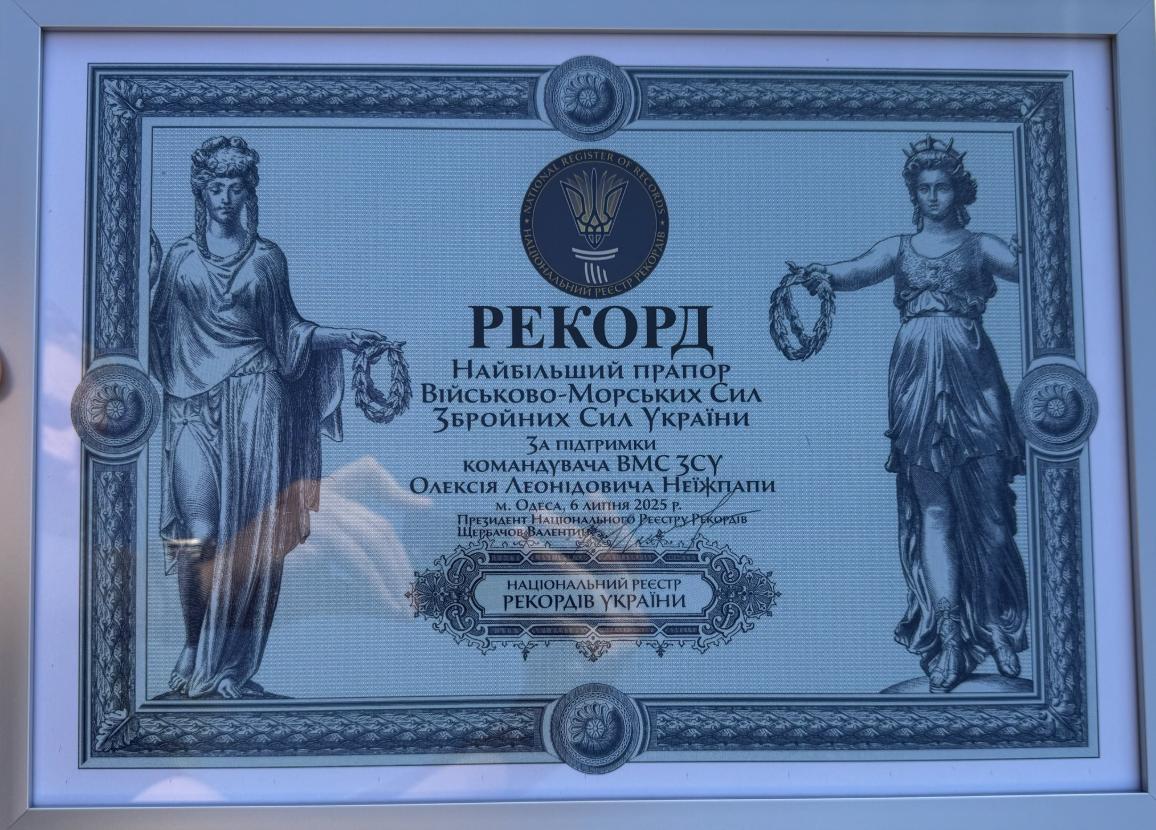 NATIONAL REGISTER OF RECORDS
НАЦІОНАЛЬНИЙ РЕЄСТР РЕКОРДІВ
РЕКОРД
Найбільший прапор
Військово-Морських Сил
Збройних Сил України
За підтримки
командувача ВМС ЗСУ
Олексія Леонідовича Неїжпапи
м. Одеса, 6 липня 2025 р.
Президент Національного Реєстру Рекордів
Щербачов Валентин
НАЦІОНАЛЬНИЙ РЕЄСТР
РЕКОРДІВ УКРАЇНИ